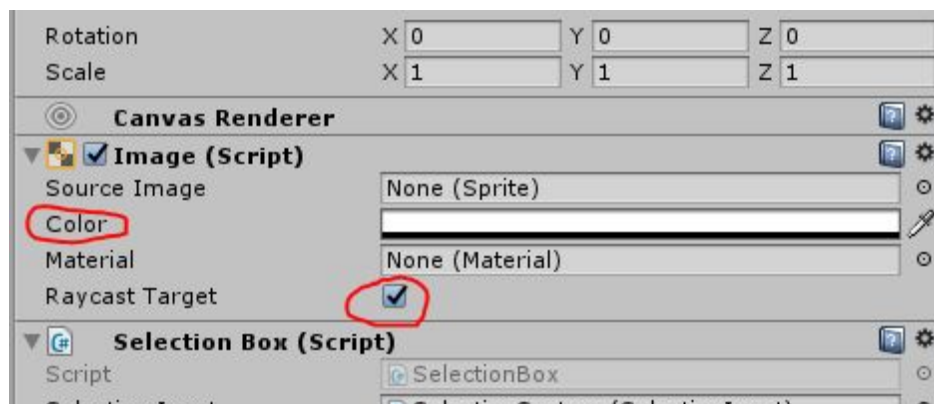 Rotation X 0 Y 0 Z 0
Scale X 1 Y 1 Z 1
Canvas Renderer
Image (Script)
Source Image None (Sprite)
Color
Material None (Material)
Raycast Target
Selection Box (Script)
Script SelectionBox